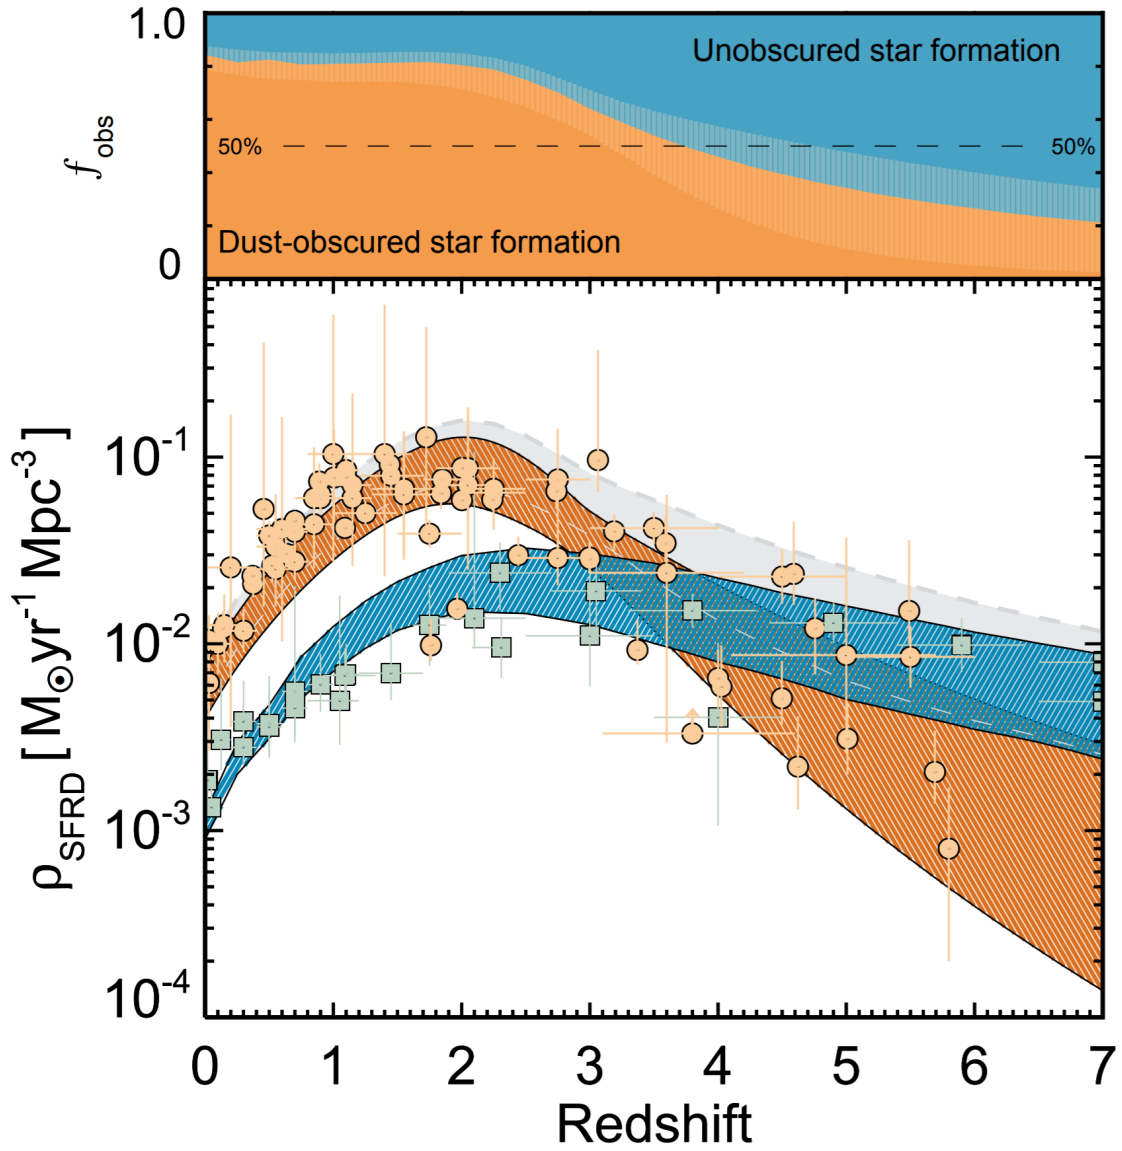 1.0
Unobscured star formation
f_obs
50%
50%
Dust-obscured star formation
0
10⁻¹
ρ_SFRD [M⊙yr⁻¹ Mpc⁻³]
10⁻²
10⁻³
10⁻⁴
0 1 2 3 4 5 6 7
Redshift